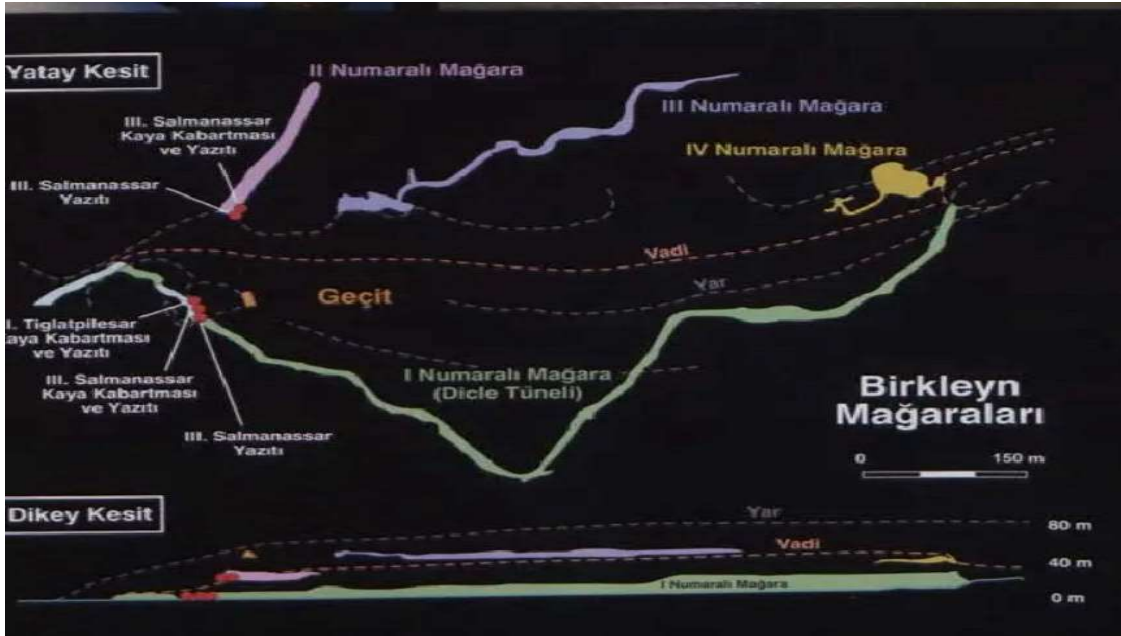 Yatay Kesit
II Numaralı Mağara
III. Salmanassar
Kaya Kabartması
ve Yazıtı
III Numaralı Mağara
IV Numaralı Mağara
III. Salmanassar
Yazıtı
Vadi
Yar
Geçit
I. Tiglatpilesar
Kaya Kabartması
ve Yazıtı
III. Salmanassar
Kaya Kabartması
ve Yazıtı
III. Salmanassar
Yazıtı
I Numaralı Mağara
(Dicle Tüneli)
Birkleyn
Mağaraları
0 150 m
Dikey Kesit
Yar
80 m
Vadi
40 m
I Numaralı Mağara
0 m